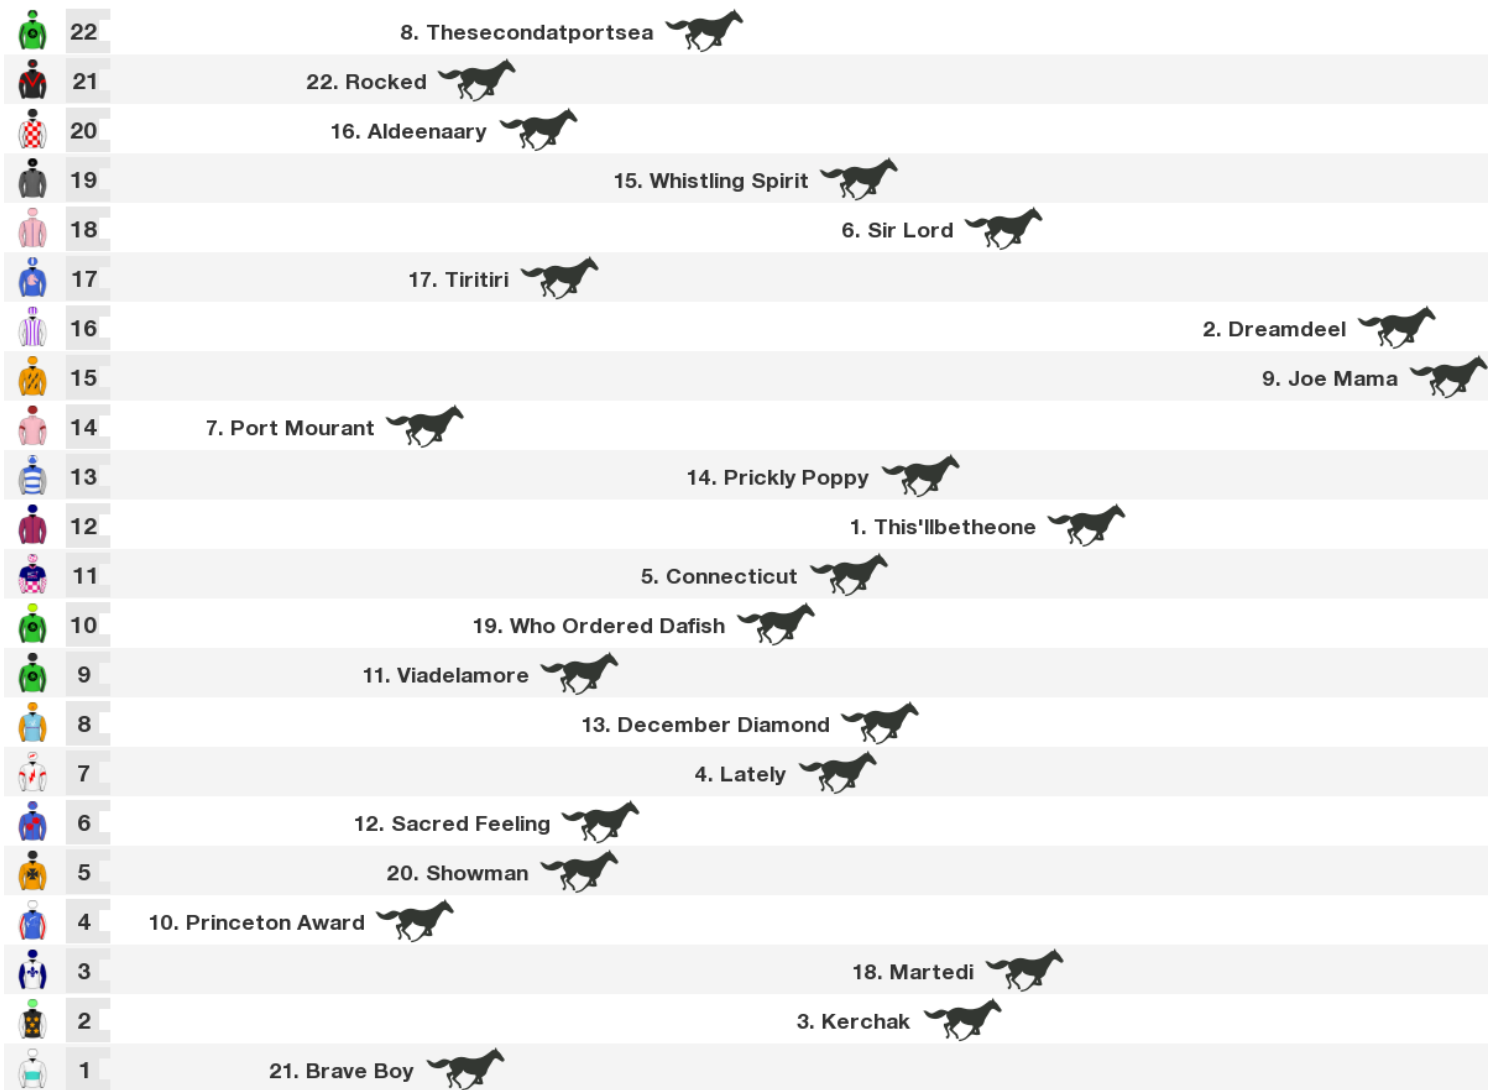 22 8. Thesecondatportsea
21 22. Rocked
20 16. Aldeenaary
19 15. Whistling Spirit
18 6. Sir Lord
17 17. Tiritiri
16 2. Dreamdeel
15 9. Joe Mama
14 7. Port Mourant
13 14. Prickly Poppy
12 1. This'llbetheone
11 5. Connecticut
10 19. Who Ordered Dafish
9 11. Viadelamore
8 13. December Diamond
7 4. Lately
6 12. Sacred Feeling
5 20. Showman
4 10. Princeton Award
3 18. Martedi
2 3. Kerchak
1 21. Brave Boy